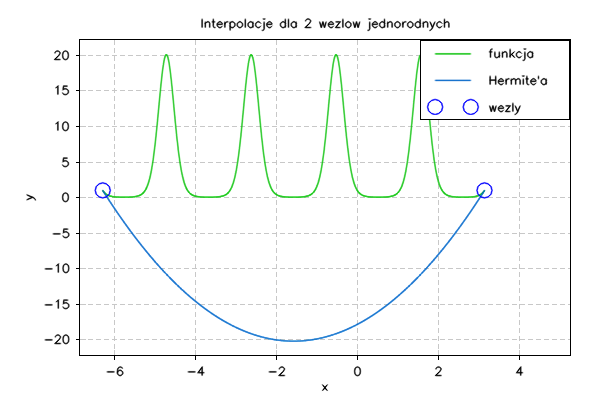 Interpolacje dla 2 wezlow jednorodnych
funkcja
Hermite'a
wezly
20
15
10
5
0
−5
−10
−15
−20
y
−6 −4 −2 0 2 4
x